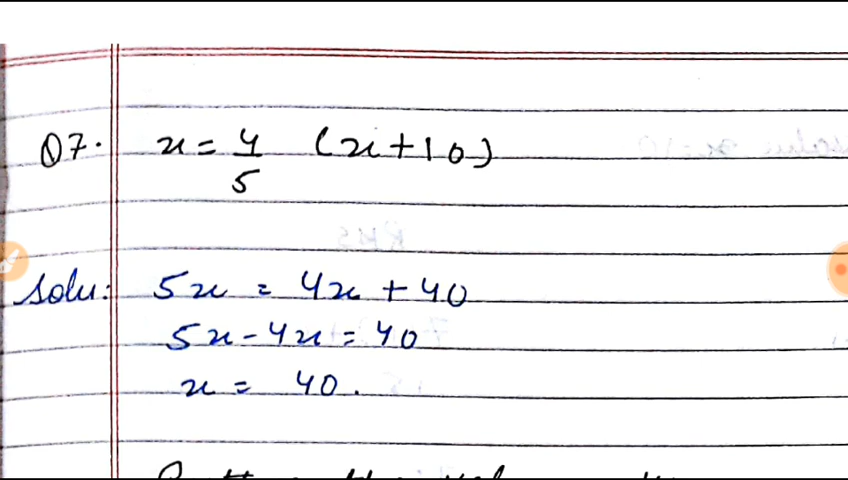 Q7. x = 4/5 (x+10)
Solu: 5x = 4x + 40
5x - 4x = 40
x = 40.